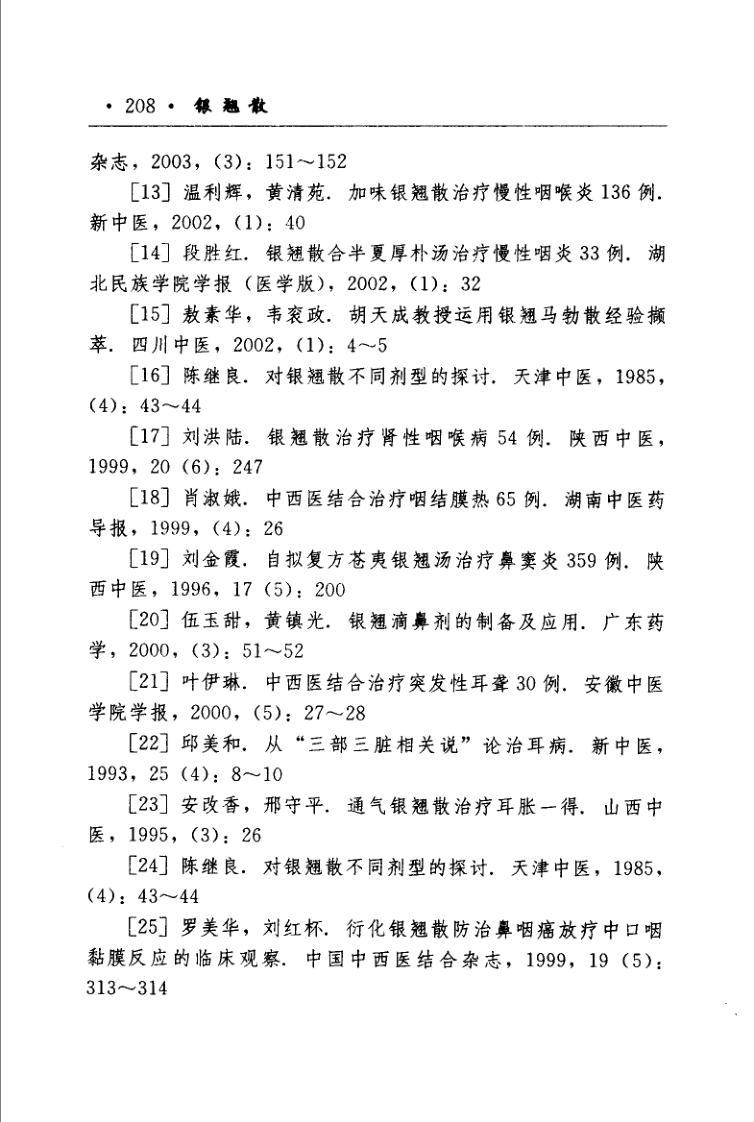 · 208 · 银翘散
杂志，2003，（3）：151～152
［13］温利辉，黄清苑．加味银翘散治疗慢性咽喉炎 136 例．
新中医，2002，（1）：40
［14］段胜红．银翘散合半夏厚朴汤治疗慢性咽炎 33 例．湖
北民族学院学报（医学版），2002，（1）：32
［15］敖素华，韦衮政．胡天成教授运用银翘马勃散经验撷
萃．四川中医，2002，（1）：4～5
［16］陈继良．对银翘散不同剂型的探讨．天津中医，1985，
（4）：43～44
［17］刘洪陆．银翘散治疗肾性咽喉病 54 例．陕西中医，
1999，20（6）：247
［18］肖淑娥．中西医结合治疗咽结膜热 65 例．湖南中医药
导报，1999，（4）：26
［19］刘金霞．自拟复方苍夷银翘汤治疗鼻窦炎 359 例．陕
西中医，1996，17（5）：200
［20］伍玉甜，黄镇光．银翘滴鼻剂的制备及应用．广东药
学，2000，（3）：51～52
［21］叶伊琳．中西医结合治疗突发性耳聋 30 例．安徽中医
学院学报，2000，（5）：27～28
［22］邱美和．从“三部三脏相关说”论治耳病．新中医，
1993，25（4）：8～10
［23］安改香，邢守平．通气银翘散治疗耳胀一得．山西中
医，1995，（3）：26
［24］陈继良．对银翘散不同剂型的探讨．天津中医，1985，
（4）：43～44
［25］罗美华，刘红杯．衍化银翘散防治鼻咽癌放疗中口咽
黏膜反应的临床观察．中国中西医结合杂志，1999，19（5）：
313～314